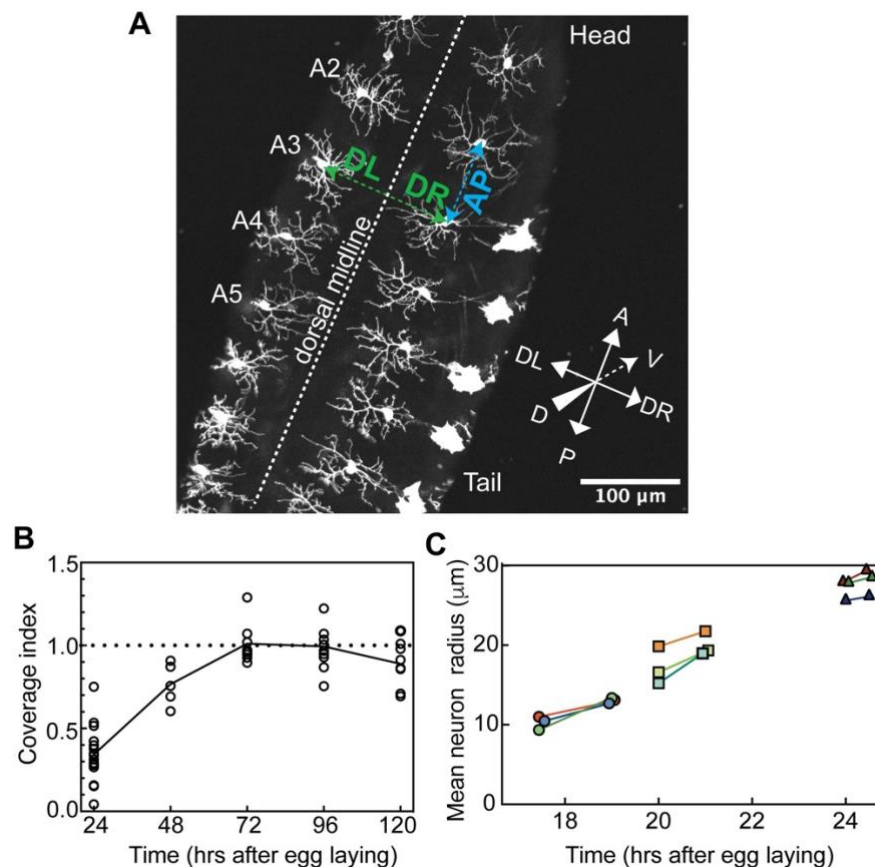 A
Head
A2
A3
DL
DR
AP
A4
A5
dorsal midline
A
DL
V
D
DR
P
Tail
100 µm
B
1.5
1.0
0.5
0.0
Coverage index
24 48 72 96 120
Time (hrs after egg laying)
C
30
20
10
0
Mean neuron radius (µm)
18 20 22 24
Time (hrs after egg laying)